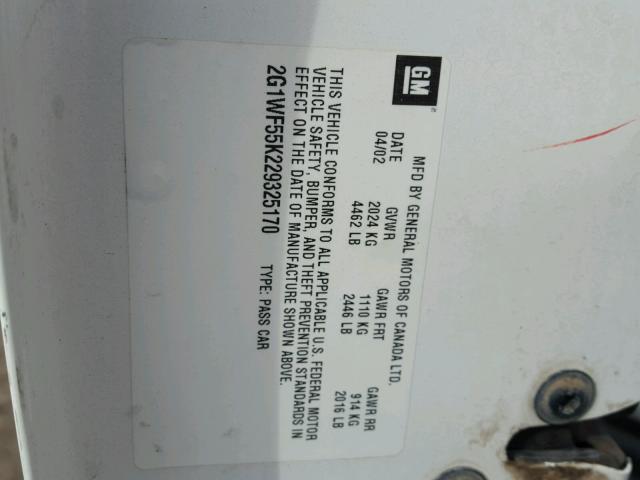 GM
MFD BY GENERAL MOTORS OF CANADA LTD.
DATE GVWR GAWR FRT GAWR RR
04/02 2024 KG 1110 KG 914 KG
4462 LB 2446 LB 2016 LB
THIS VEHICLE CONFORMS TO ALL APPLICABLE U.S. FEDERAL MOTOR
VEHICLE SAFETY, BUMPER, AND THEFT PREVENTION STANDARDS IN
EFFECT ON THE DATE OF MANUFACTURE SHOWN ABOVE.
2G1WF55K229325170 TYPE: PASS CAR